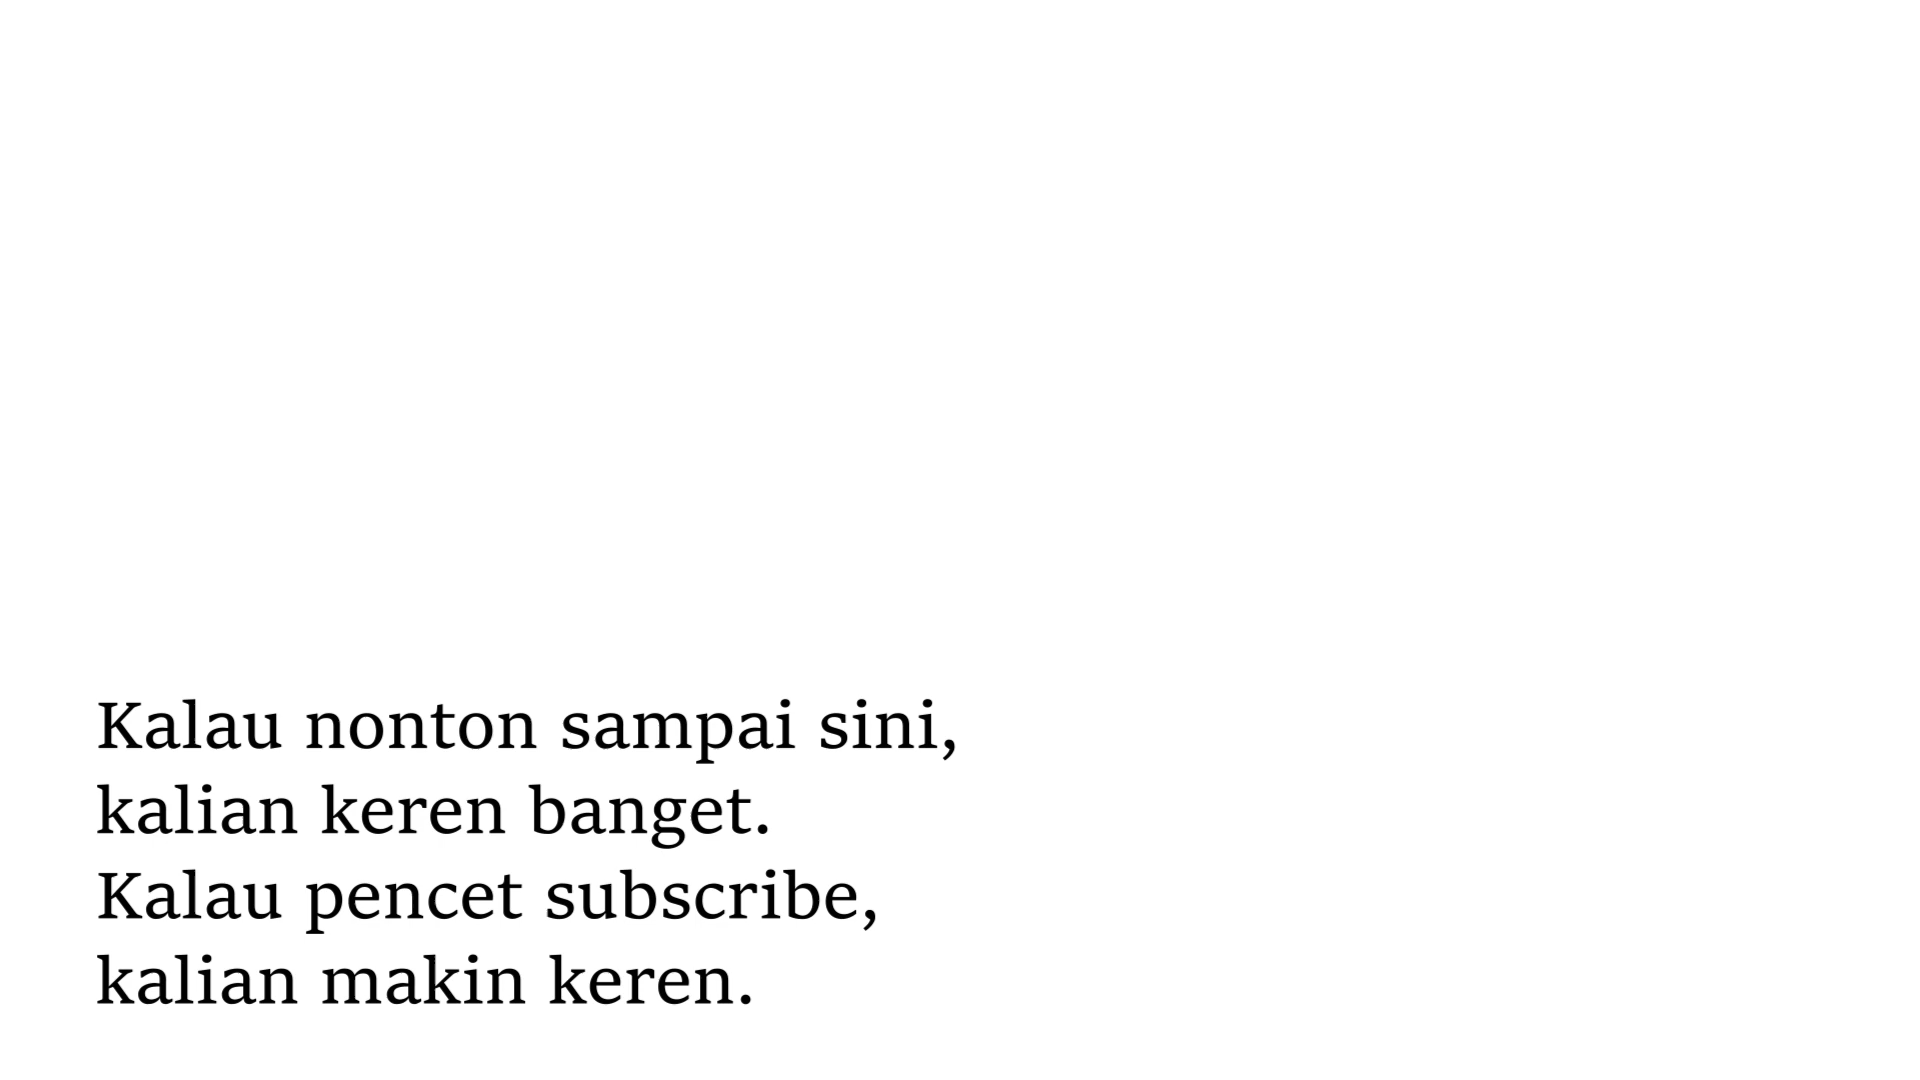 Kalau nonton sampai sini,
kalian keren banget.
Kalau pencet subscribe,
kalian makin keren.